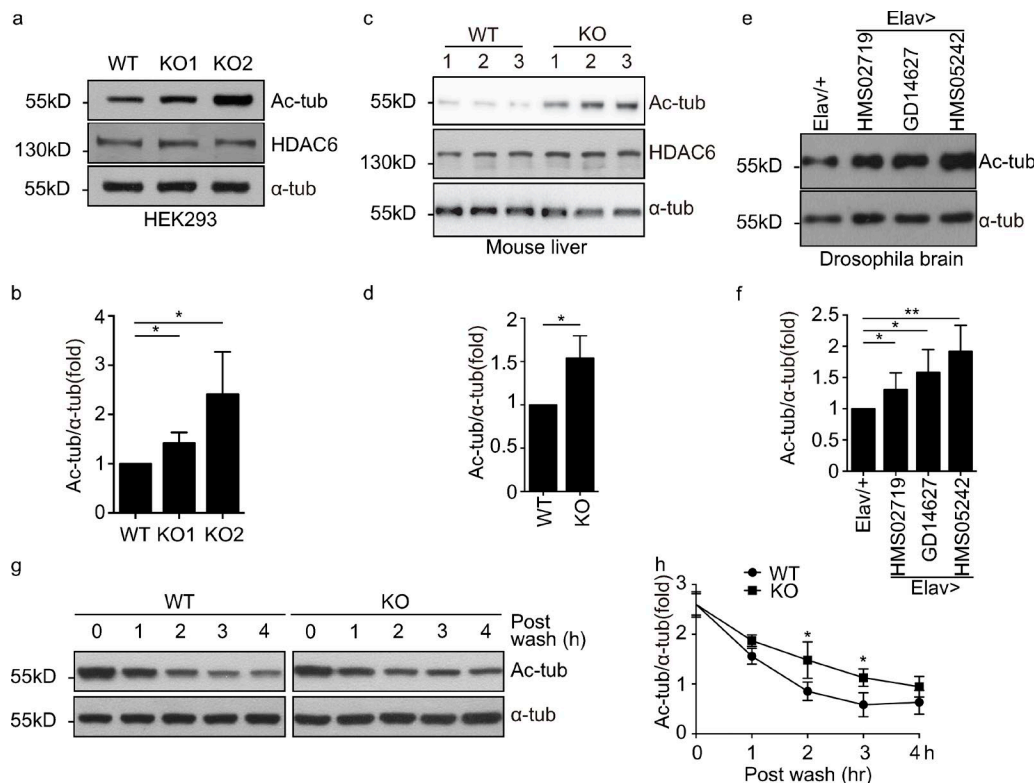 a
WT KO1 KO2
55kD Ac-tub
130kD HDAC6
55kD α-tub
HEK293
c
WT KO
1 2 3 1 2 3
55kD Ac-tub
130kD HDAC6
55kD α-tub
Mouse liver
e
Elav>
Elav/+ HMS02719 GD14627 HMS05242
55kD Ac-tub
55kD α-tub
Drosophila brain
b
Ac-tub/α-tub(fold)
4
3
2
1
0
*
*
WT KO1 KO2
d
Ac-tub/α-tub(fold)
2
1.5
1
0.5
0
*
WT KO
f
Ac-tub/α-tub(fold)
2.5
2
1.5
1
0.5
0
**
*
*
Elav/+ HMS02719 GD14627 HMS05242
Elav>
g
WT KO
0 1 2 3 4 0 1 2 3 4 Post wash (h)
55kD Ac-tub
55kD α-tub
h
WT
KO
Ac-tub/α-tub(fold)
3
2
1
0
* *
0 1 2 3 4 h
Post wash (hr)